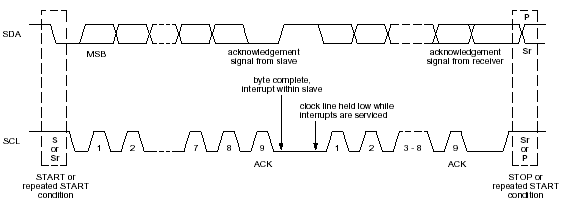 SDA
P
MSB
acknowledgement
signal from slave
acknowledgement
signal from receiver
Sr
byte complete,
interrupt within slave
clock line held low while
interrupts are serviced
SCL
S
or
Sr
1
2
7
8
9
ACK
1
2
3 - 8
9
ACK
Sr
or
P
START or
repeated START
condition
STOP or
repeated START
condition